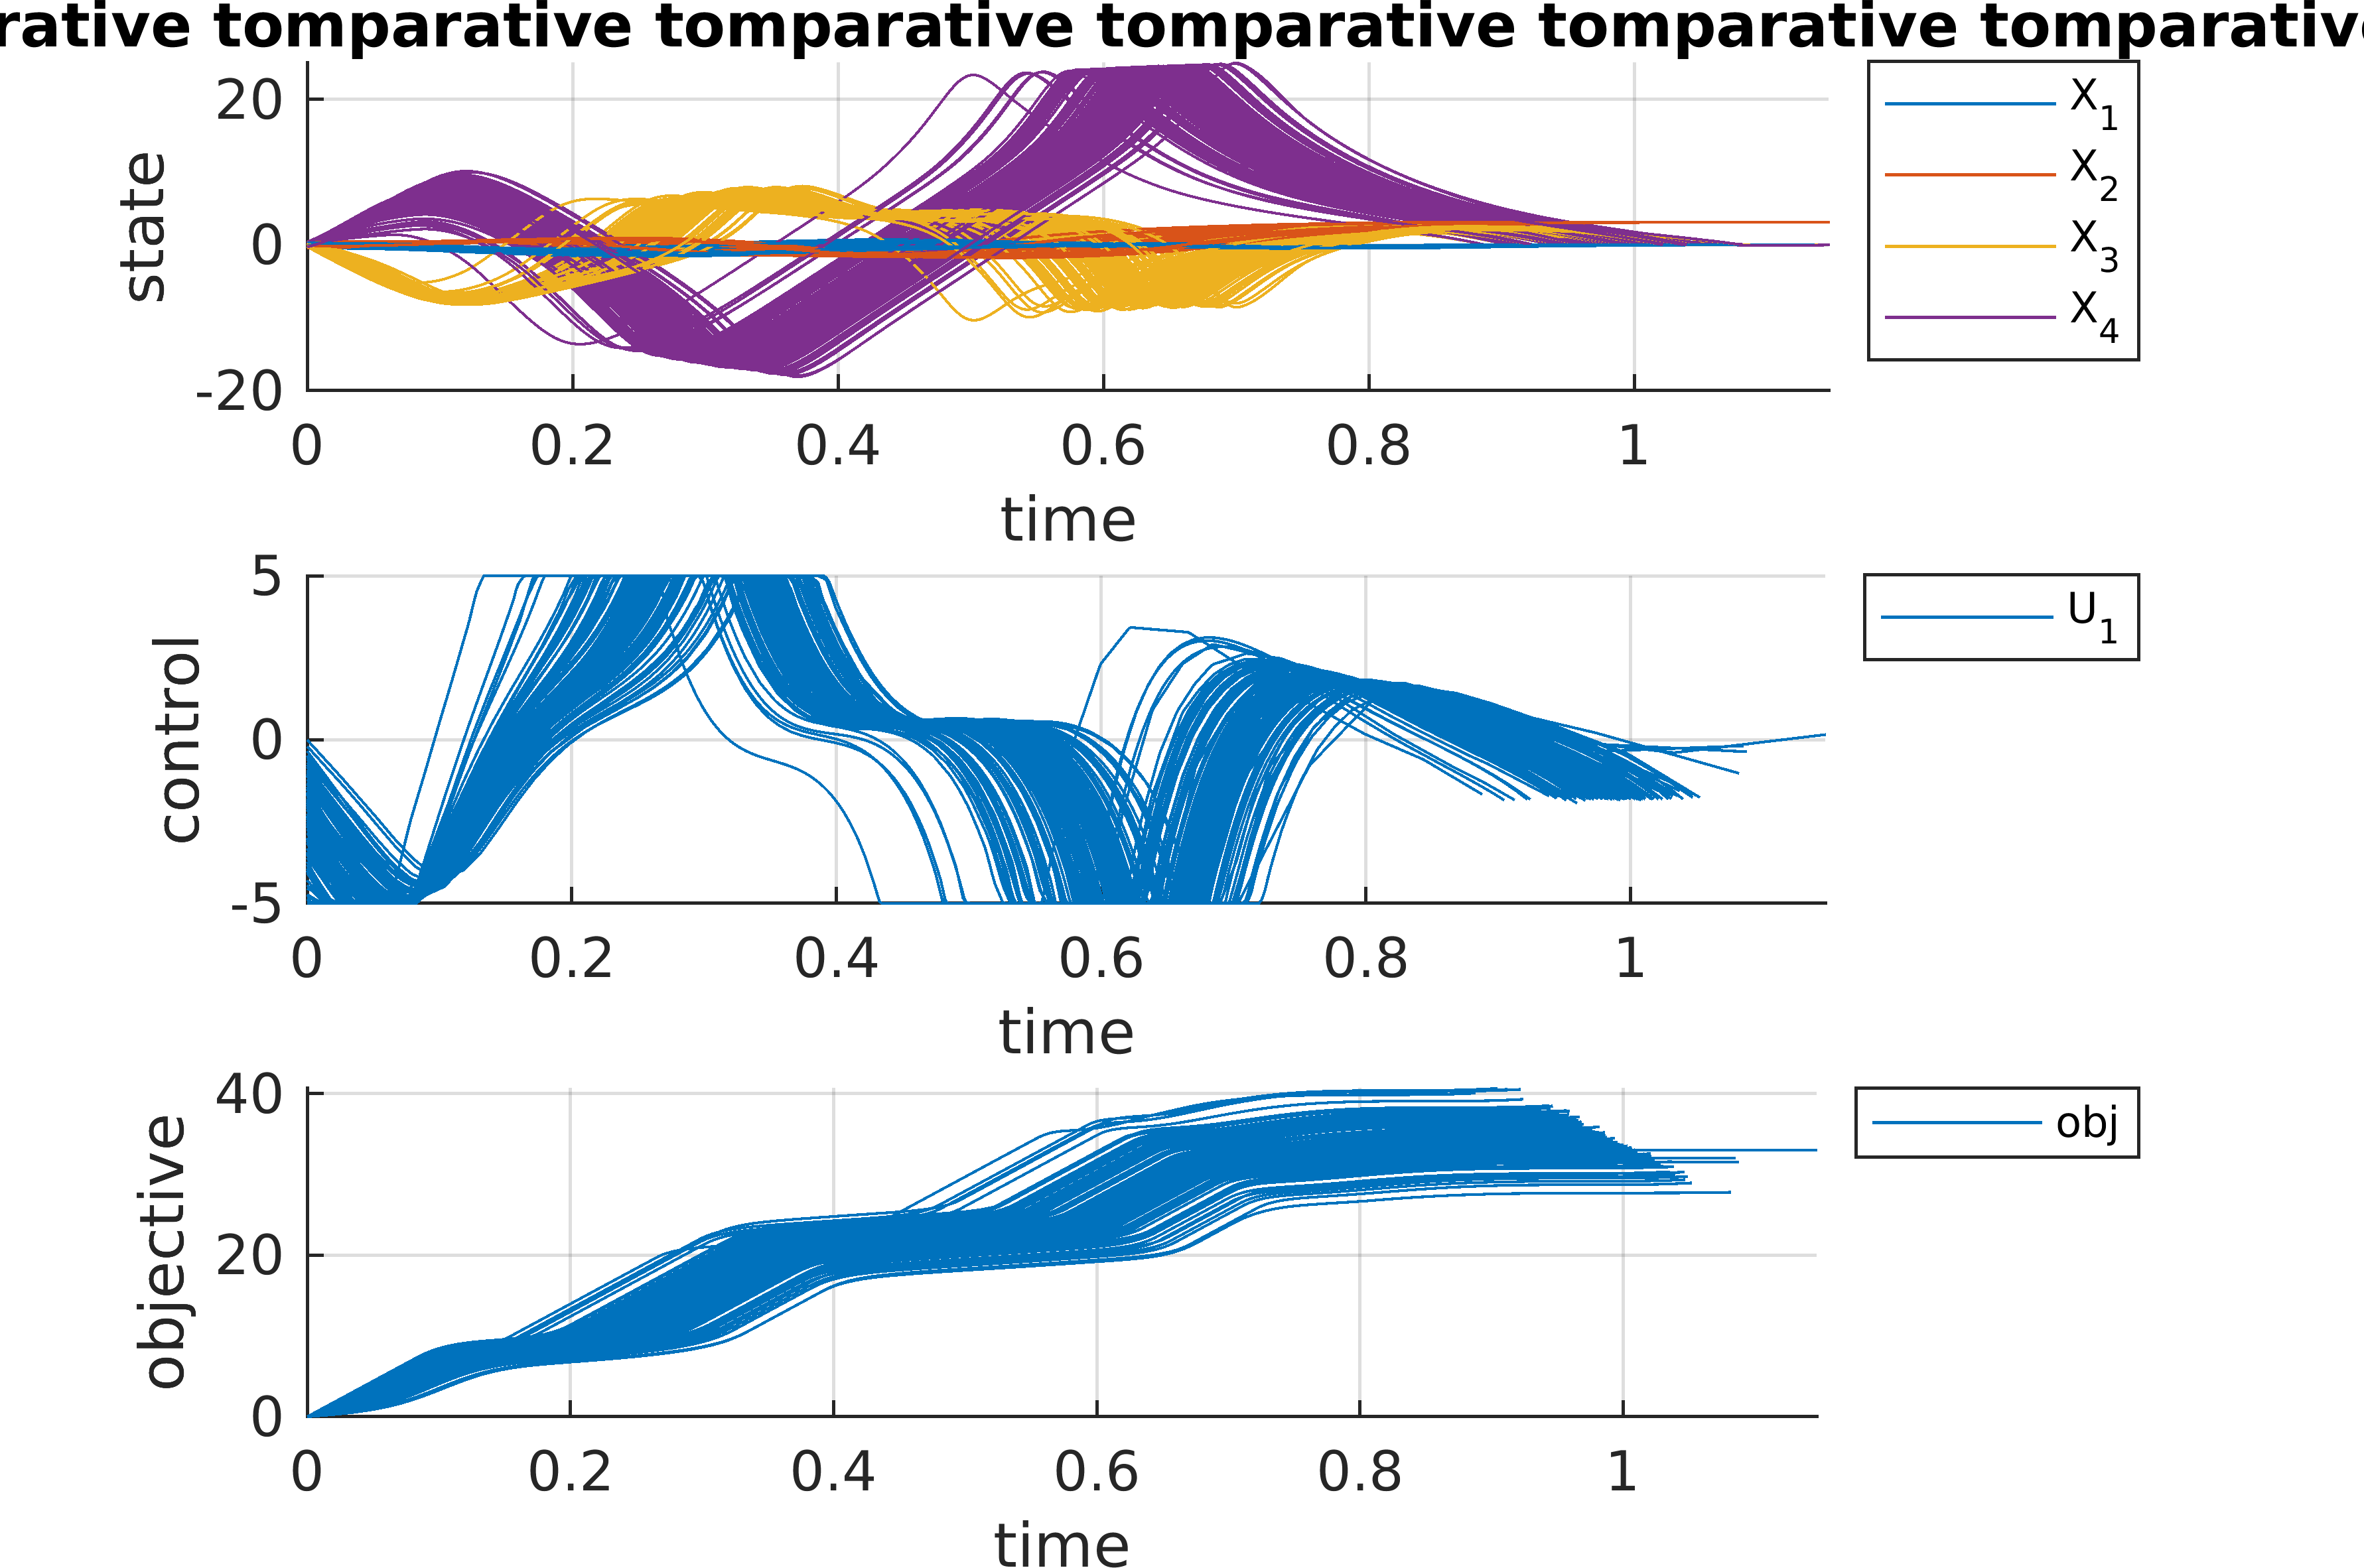 rative tomparative tomparative tomparative tomparative tomparative
20
0
-20
state
0 0.2 0.4 0.6 0.8 1
time
X1
X2
X3
X4
5
0
-5
control
0 0.2 0.4 0.6 0.8 1
time
U1
40
20
0
objective
0 0.2 0.4 0.6 0.8 1
time
obj